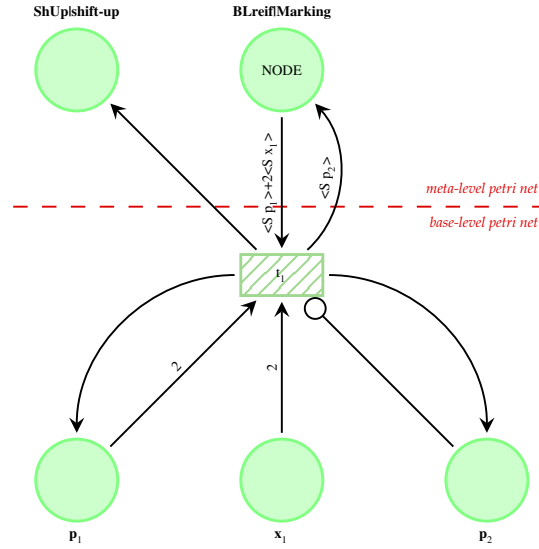 ShUp|shift-up
BLreif|Marking
NODE
<S p₁>+2<S x₁>
<S p₂>
meta-level petri net
base-level petri net
t₁
2
2
p₁
x₁
p₂